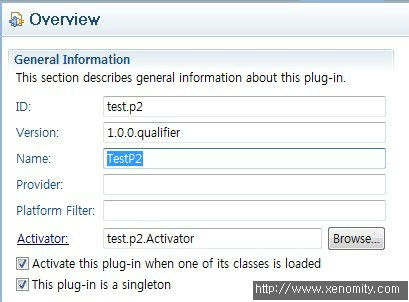 Overview
General Information
This section describes general information about this plug-in.
ID: test.p2
Version: 1.0.0.qualifier
Name: TestP2
Provider:
Platform Filter:
Activator: test.p2.Activator Browse...
Activate this plug-in when one of its classes is loaded
This plug-in is a singleton
http://www.xenomity.com